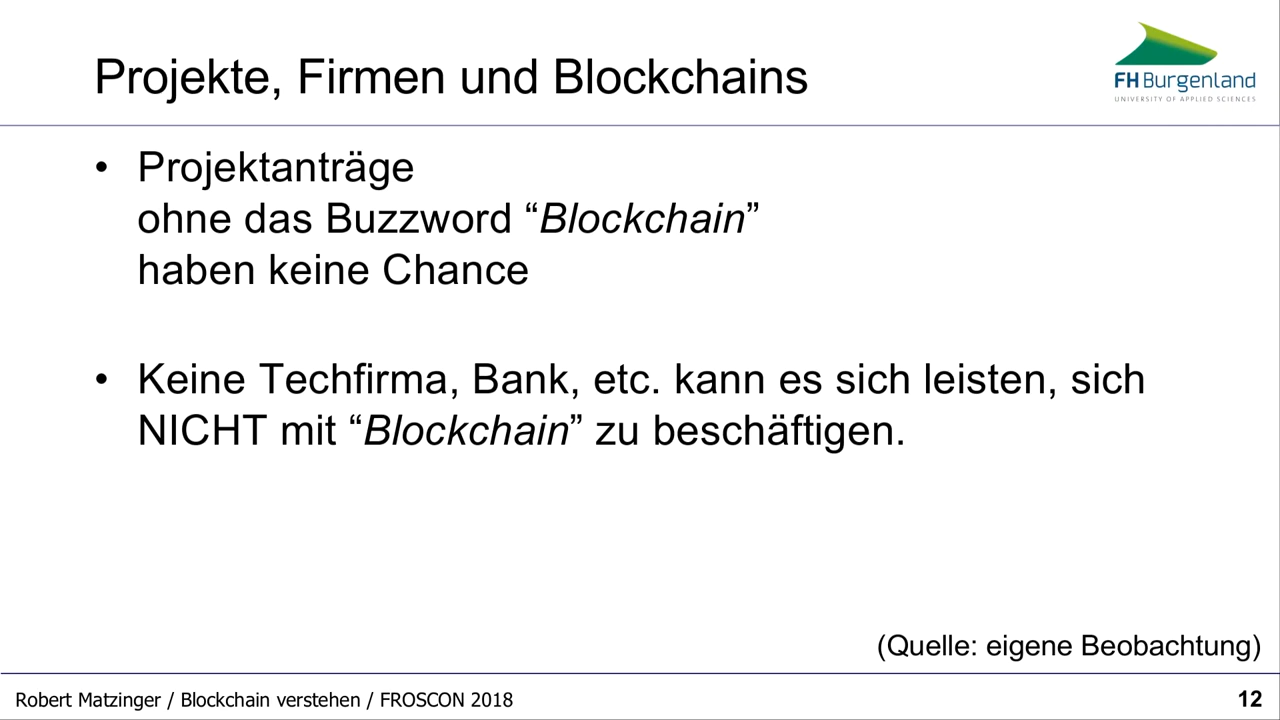 Projekte, Firmen und Blockchains
FH Burgenland
UNIVERSITY OF APPLIED SCIENCES
• Projektanträge
ohne das Buzzword “Blockchain”
haben keine Chance
• Keine Techfirma, Bank, etc. kann es sich leisten, sich
NICHT mit “Blockchain” zu beschäftigen.
(Quelle: eigene Beobachtung)
Robert Matzinger / Blockchain verstehen / FROSCON 2018
12